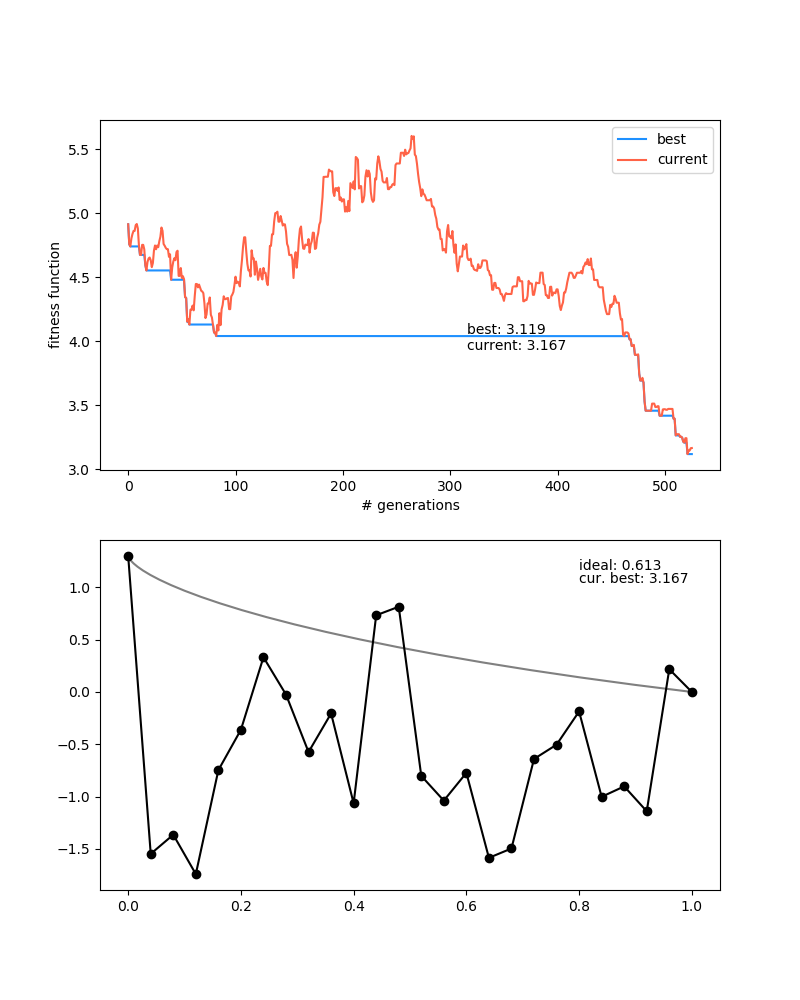 best
current
5.5
5.0
4.5
4.0
3.5
3.0
fitness function
best: 3.119
current: 3.167
0 100 200 300 400 500
# generations
ideal: 0.613
cur. best: 3.167
1.0
0.5
0.0
−0.5
−1.0
−1.5
0.0 0.2 0.4 0.6 0.8 1.0